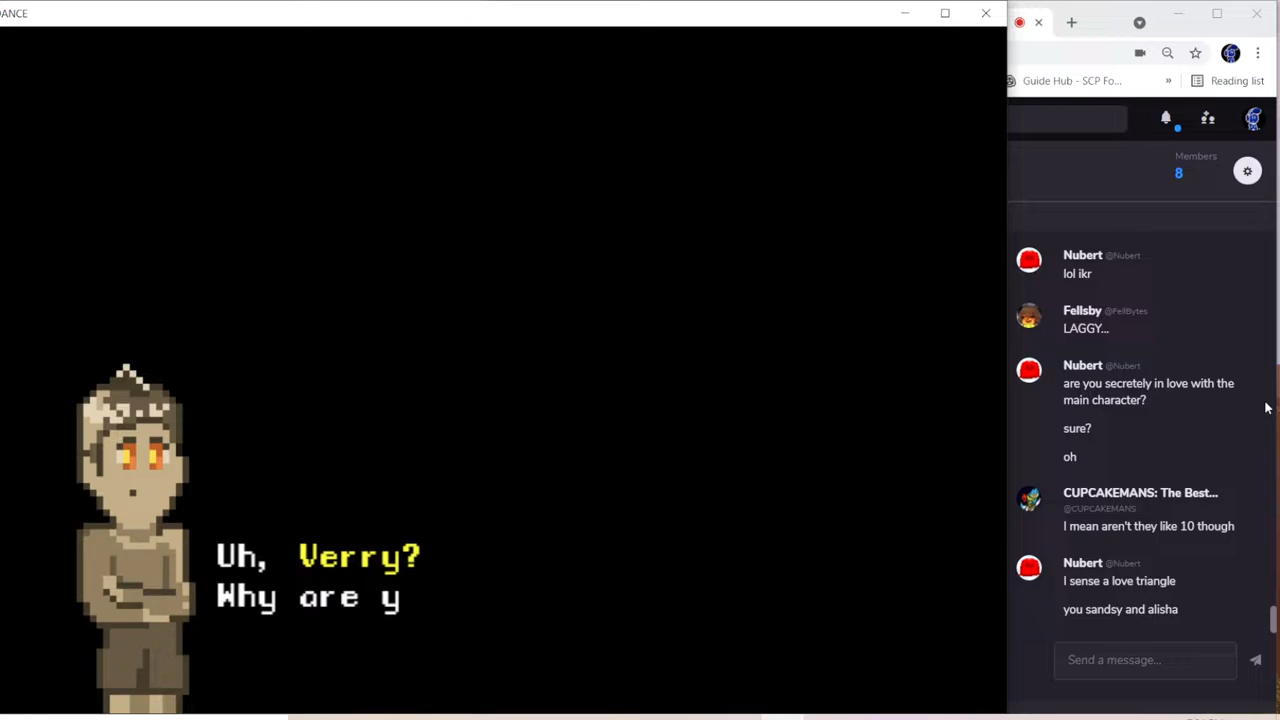 ANCE
Guide Hub - SCP Fo...
»
Reading list
Members
8
Nubert @Nubert
lol ikr
Fellsby @FellBytes
LAGGY...
Nubert @Nubert
are you secretely in love with the
main character?
sure?
oh
CUPCAKEMANS: The Best...
@CUPCAKEMANS
I mean aren't they like 10 though
Nubert @Nubert
I sense a love triangle
you sandsy and alisha
Send a message...
Uh, Verry?
Why are y